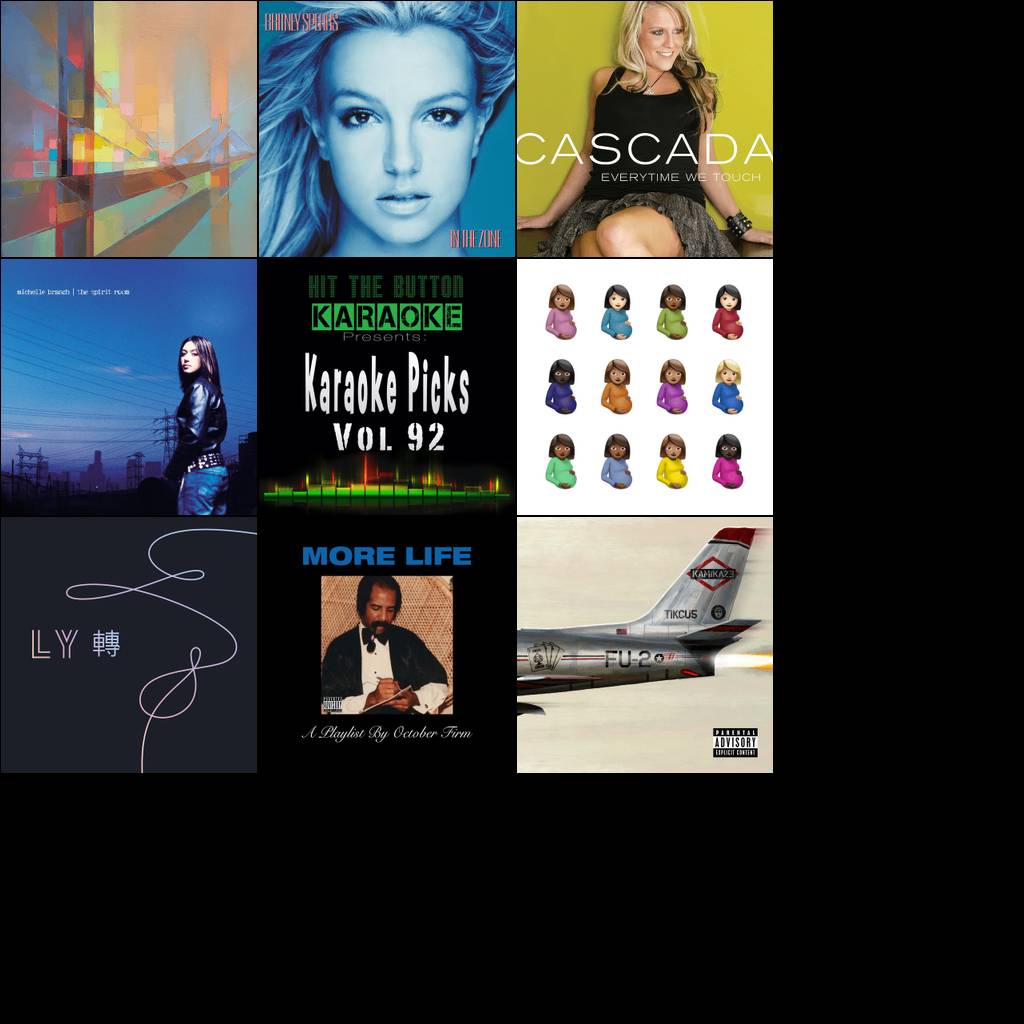 BRITNEY SPEARS
IN THE ZONE
CASCADA
EVERYTIME WE TOUCH
michelle branch | the spirit room
HIT THE BUTTON
KARAOKE
Presents:
Karaoke Picks
Vol 92
LY 轉
MORE LIFE
PARENTAL
ADVISORY
EXPLICIT CONTENT
A Playlist By October Firm
KAMIKAZE
TIKCUS
FU-2
PARENTAL
ADVISORY
EXPLICIT CONTENT